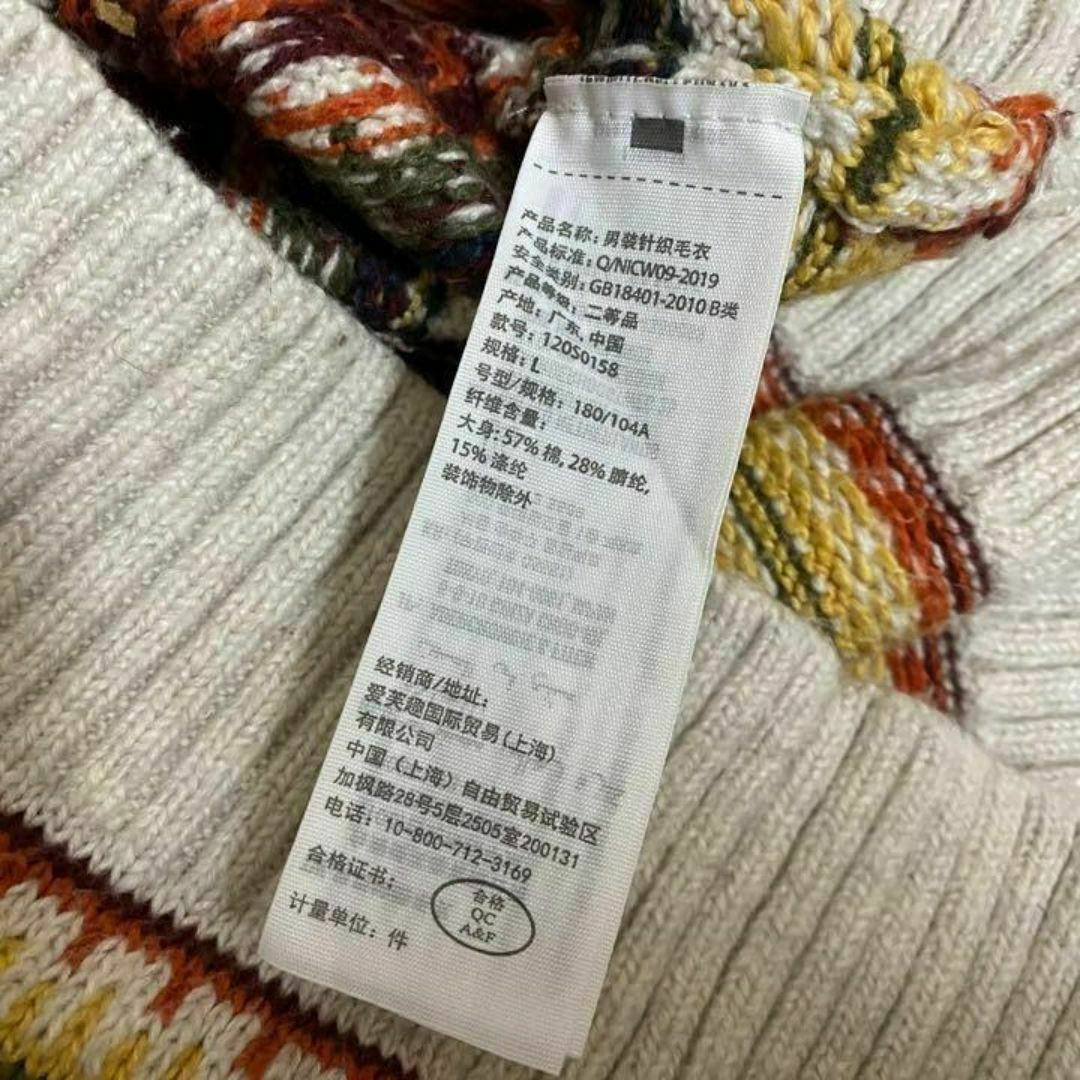 产品名称: 男装针织毛衣
产品标准: Q/NICW09-2019
安全类别: GB18401-2010 B类
产品等级: 二等品
产地: 广东, 中国
款号: 120S0158
规格: L
号型/规格: 180/104A
纤维含量:
大身: 57% 棉, 28% 腈纶,
15% 涤纶
装饰物除外
经销商/地址:
爱芙趣国际贸易(上海)
有限公司
中国（上海）自由贸易试验区
加枫路28号5层2505室200131
电话: 10-800-712-3169
合格证书:
合格
QC
A&F
计量单位: 件